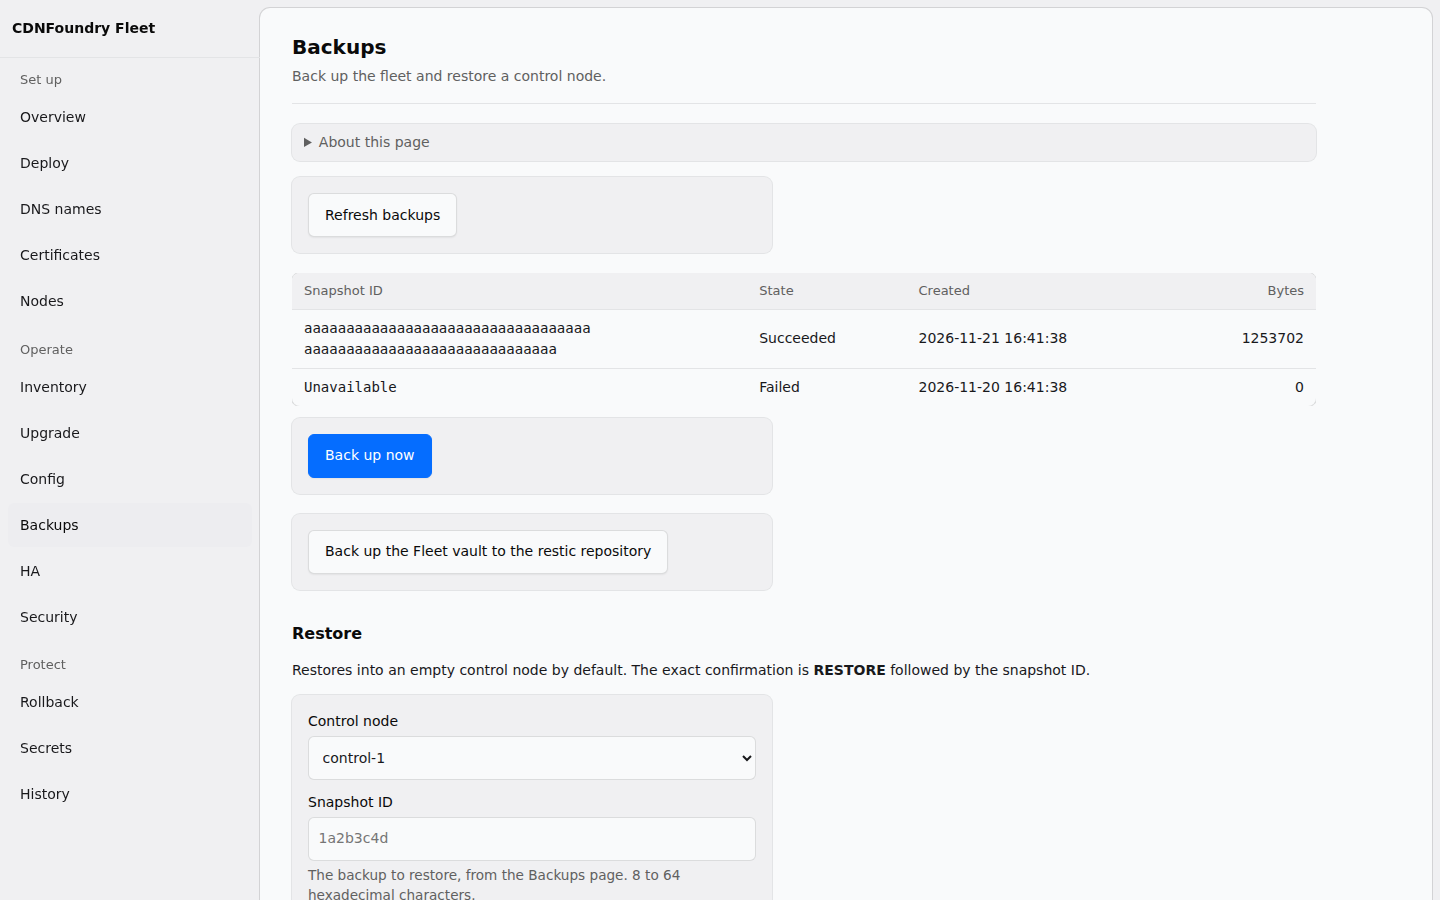 CDNFoundry Fleet
Set up
Overview
Deploy
DNS names
Certificates
Nodes
Operate
Inventory
Upgrade
Config
Backups
HA
Security
Protect
Rollback
Secrets
History
Backups
Back up the fleet and restore a control node.
About this page
Refresh backups
Snapshot ID State Created Bytes
aaaaaaaaaaaaaaaaaaaaaaaaaaaaaaaaaa
aaaaaaaaaaaaaaaaaaaaaaaaaaaaaa Succeeded 2026-11-21 16:41:38 1253702
Unavailable Failed 2026-11-20 16:41:38 0
Back up now
Back up the Fleet vault to the restic repository
Restore
Restores into an empty control node by default. The exact confirmation is RESTORE followed by the snapshot ID.
Control node
control-1
Snapshot ID
1a2b3c4d
The backup to restore, from the Backups page. 8 to 64
hexadecimal characters.